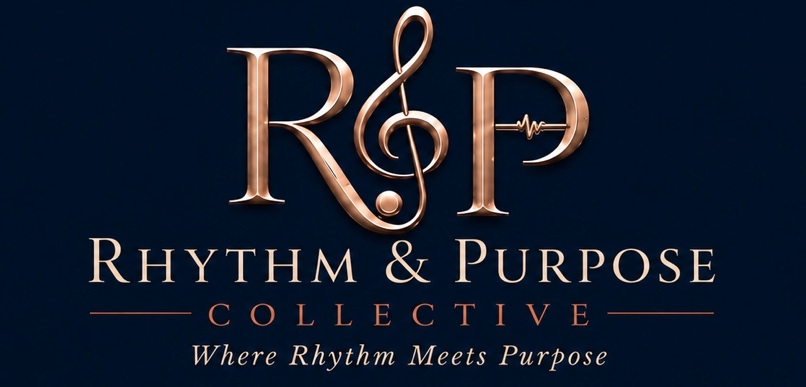 R P
RHYTHM & PURPOSE
COLLECTIVE
Where Rhythm Meets Purpose